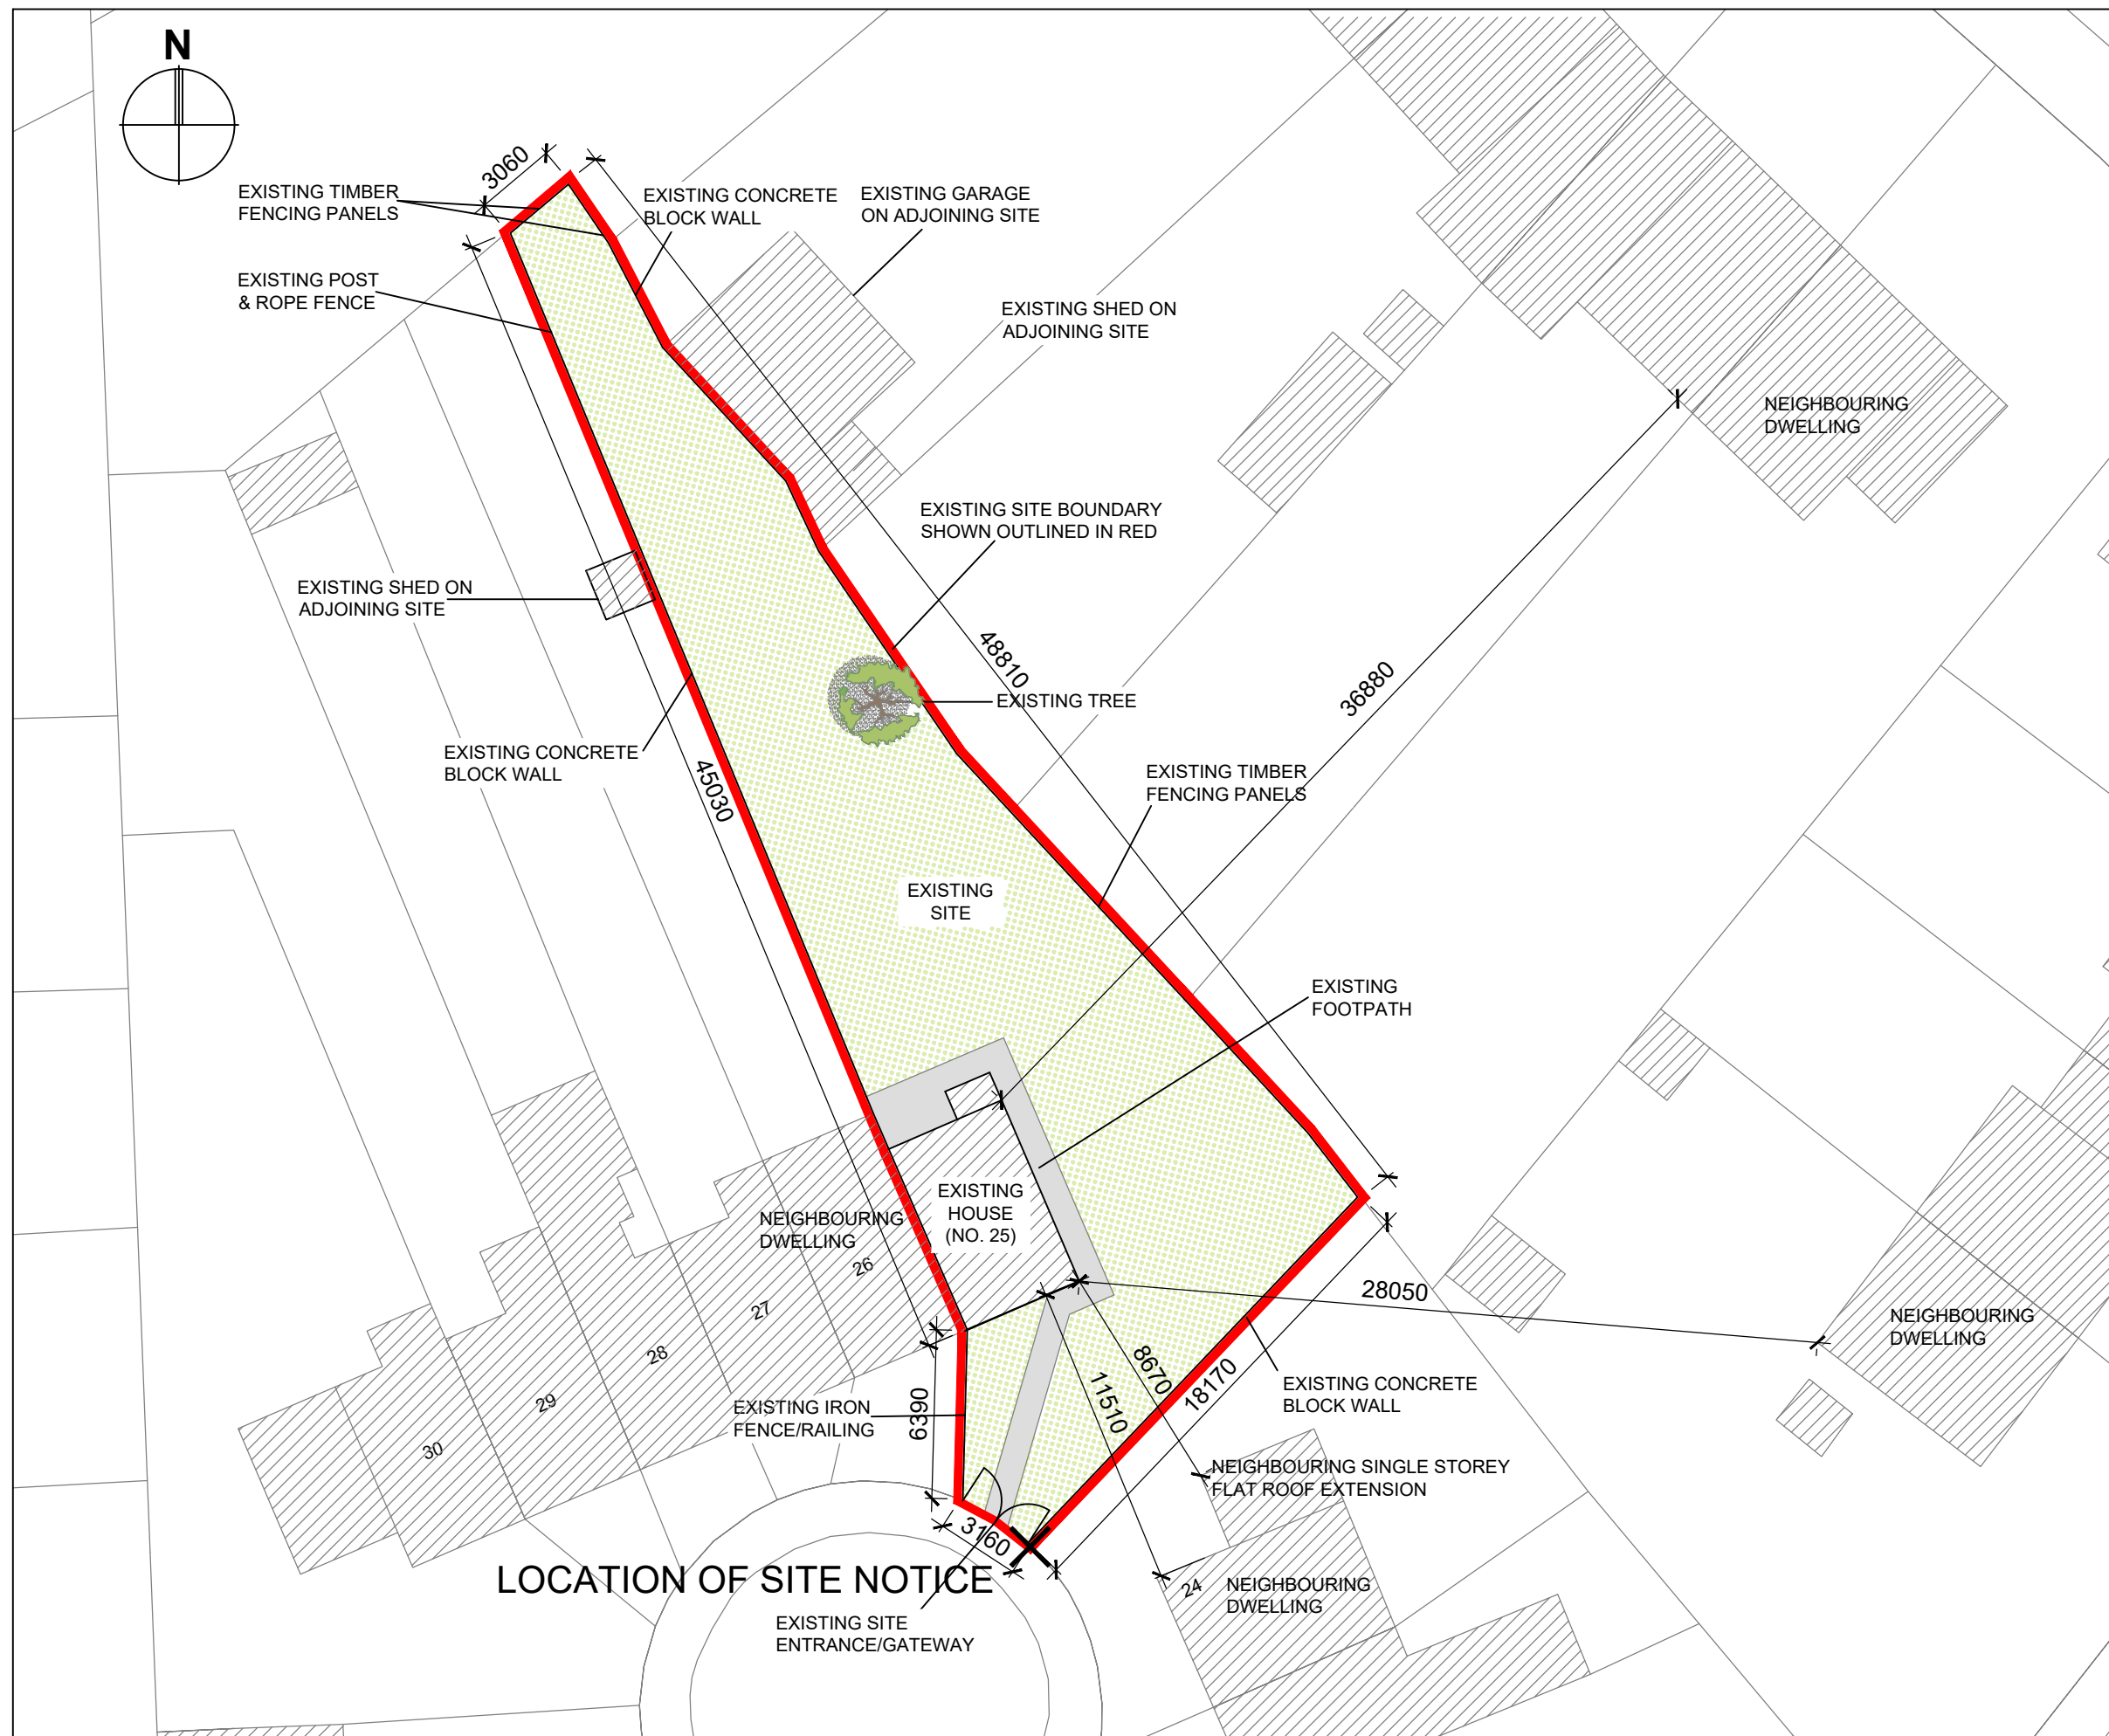 N
3060
EXISTING TIMBER
FENCING PANELS
EXISTING CONCRETE
BLOCK WALL
EXISTING GARAGE
ON ADJOINING SITE
EXISTING POST
& ROPE FENCE
EXISTING SHED ON
ADJOINING SITE
NEIGHBOURING
DWELLING
EXISTING SITE BOUNDARY
SHOWN OUTLINED IN RED
EXISTING SHED ON
ADJOINING SITE
48810
36880
EXISTING TREE
EXISTING CONCRETE
BLOCK WALL
45030
EXISTING TIMBER
FENCING PANELS
EXISTING
SITE
EXISTING
FOOTPATH
EXISTING
HOUSE
(NO. 25)
NEIGHBOURING
DWELLING
26
27
28
29
30
28050
NEIGHBOURING
DWELLING
8670
18170
11510
6390
EXISTING IRON
FENCE/RAILING
EXISTING CONCRETE
BLOCK WALL
NEIGHBOURING SINGLE STOREY
FLAT ROOF EXTENSION
3160
LOCATION OF SITE NOTICE
24
NEIGHBOURING
DWELLING
EXISTING SITE
ENTRANCE/GATEWAY